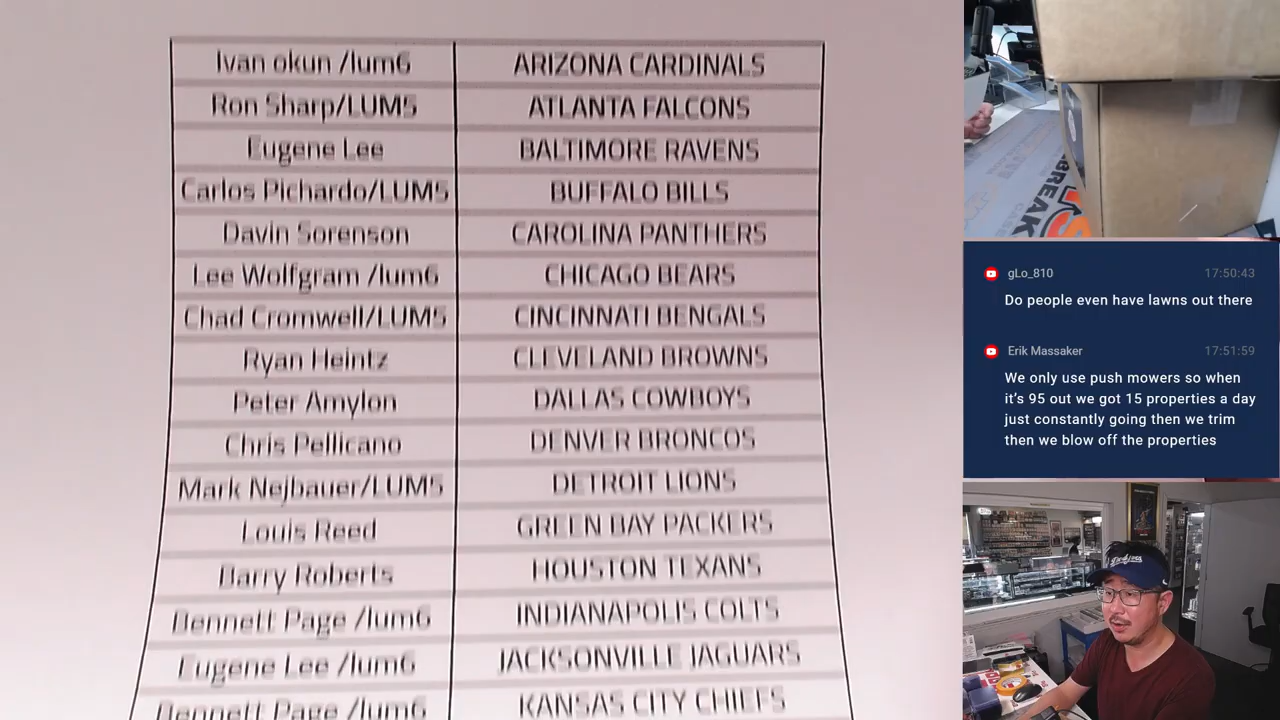 Ivan okun /lum6 ARIZONA CARDINALS
Ron Sharp/LUM5 ATLANTA FALCONS
Eugene Lee BALTIMORE RAVENS
Carlos Pichardo/LUM5 BUFFALO BILLS
Davin Sorenson CAROLINA PANTHERS
Lee Wolfgram /lum6 CHICAGO BEARS
Chad Cromwell/LUM5 CINCINNATI BENGALS
Ryan Heintz CLEVELAND BROWNS
Peter Amylon DALLAS COWBOYS
Chris Pellicano DENVER BRONCOS
Mark Nejbauer/LUM5 DETROIT LIONS
Louis Reed GREEN BAY PACKERS
Barry Roberts HOUSTON TEXANS
Bennett Page /lum6 INDIANAPOLIS COLTS
Eugene Lee /lum6 JACKSONVILLE JAGUARS
Bennett Page /lum6 KANSAS CITY CHIEFS
BREAK
gLo_810 17:50:43
Do people even have lawns out there
Erik Massaker 17:51:59
We only use push mowers so when
it's 95 out we got 15 properties a day
just constantly going then we trim
then we blow off the properties